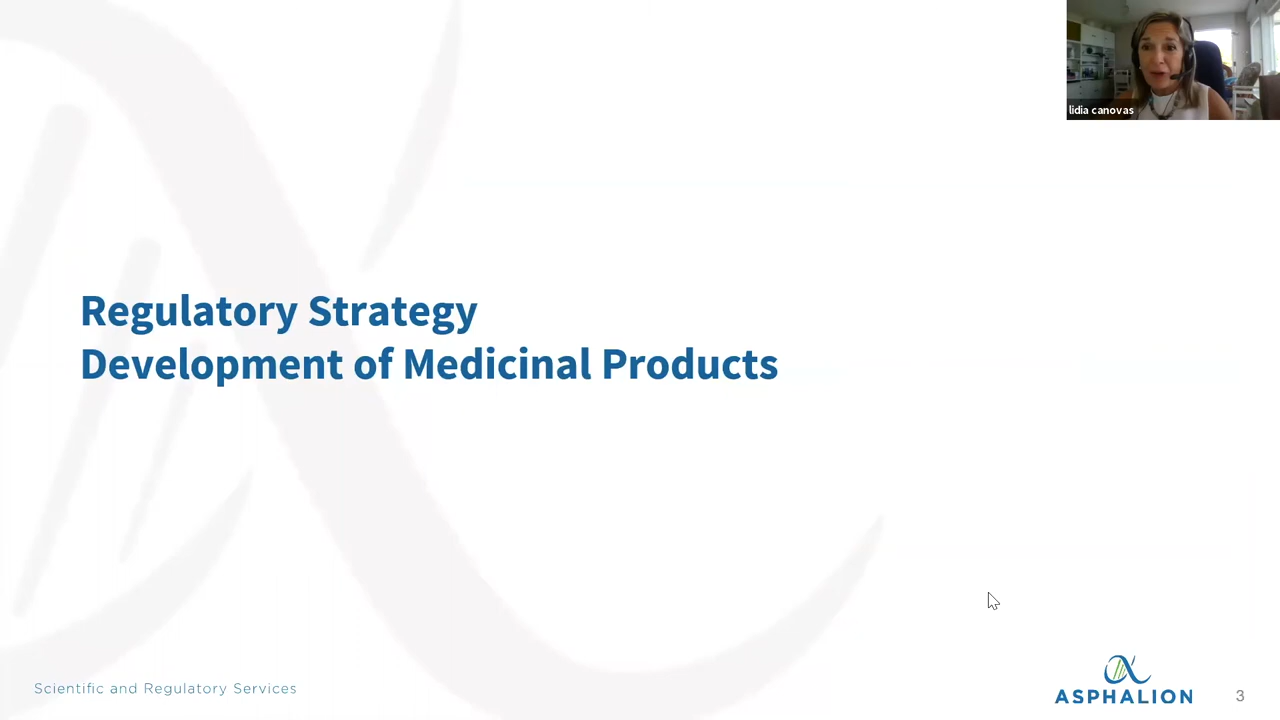 lidia canovas
Regulatory Strategy
Development of Medicinal Products
Scientific and Regulatory Services
ASPHALION
3